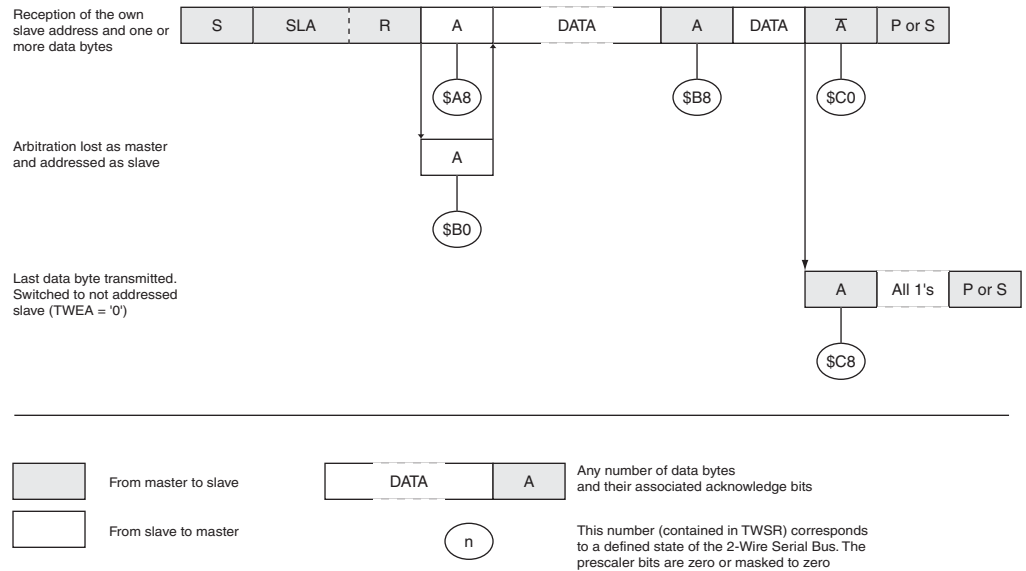 Reception of the own
slave address and one or
more data bytes
S SLA R A DATA A DATA A̅ P or S
$A8 $B8 $C0
Arbitration lost as master
and addressed as slave
A
$B0
Last data byte transmitted.
Switched to not addressed
slave (TWEA = '0')
A All 1's P or S
$C8
From master to slave
DATA A
Any number of data bytes
and their associated acknowledge bits
From slave to master
n
This number (contained in TWSR) corresponds
to a defined state of the 2-Wire Serial Bus. The
prescaler bits are zero or masked to zero